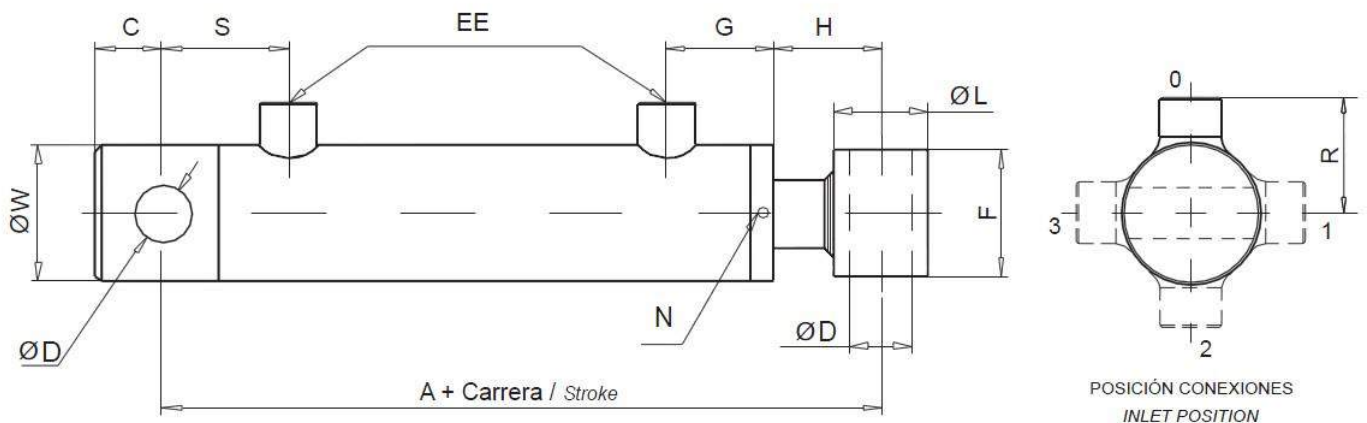 C
S
EE
G
H
0
ØL
R
ØW
F
3
1
N
ØD
ØD
2
A + Carrera / Stroke
POSICIÓN CONEXIONES
INLET POSITION